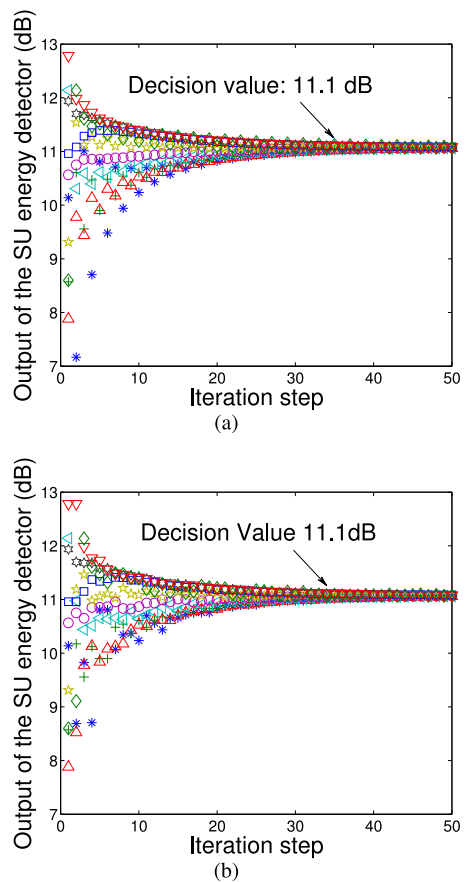 Output of the SU energy detector (dB)
13
12
11
10
9
8
7
Decision value: 11.1 dB
0 10 20 30 40 50
Iteration step
(a)
Output of the SU energy detector (dB)
13
12
11
10
9
8
7
Decision Value 11.1dB
0 10 20 30 40 50
Iteration step
(b)